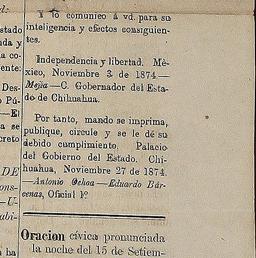 Y lo comunico á vd. para su
inteligencia y efectos consiguien-
tes.
Independencia y libertad. Mé-
xico, Noviembre 3 de 1874—
Mejia—C. Gobernador del Esta-
do de Chihuahua.
Por tanto, mando se imprima,
publique, circule y se le dé su
debido cumplimiento. Palacio
del Gobierno del Estado. Chi-
huahua, Noviembre 27 de 1874.
—Antonio Ochoa—Eduardo Bár-
cenas, Oficial 1º
Oracion cívica pronunciada
la noche del 15 de Setiem-